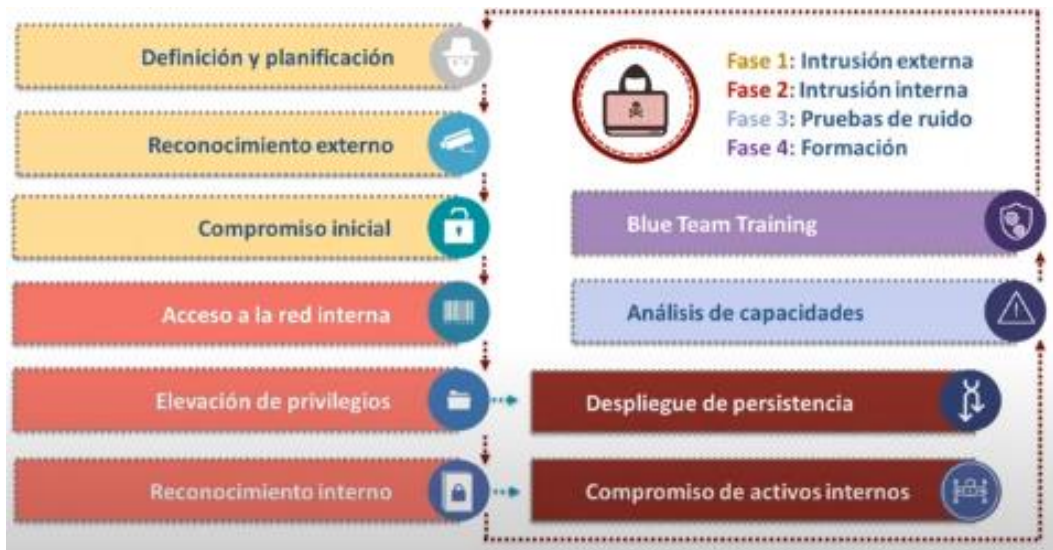 Definición y planificación
Reconocimiento externo
Compromiso inicial
Acceso a la red interna
Elevación de privilegios
Reconocimiento interno
Fase 1: Intrusión externa
Fase 2: Intrusión interna
Fase 3: Pruebas de ruido
Fase 4: Formación
Blue Team Training
Análisis de capacidades
Despliegue de persistencia
Compromiso de activos internos